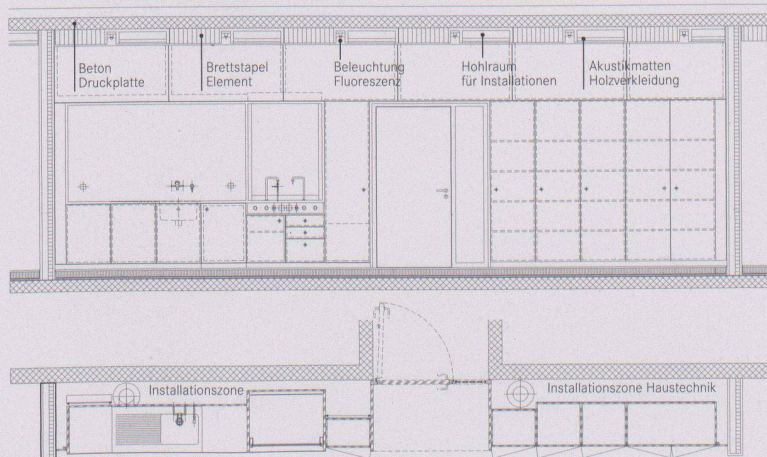 Beton
Druckplatte
Brettstapel
Element
Beleuchtung
Fluoreszenz
Hohlraum
für Installationen
Akustikmatten
Holzverkleidung
Installationszone
Installationszone Haustechnik